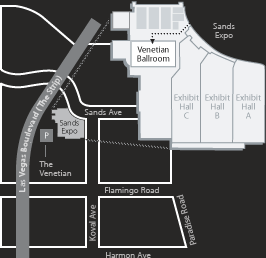 Sands
Expo
Venetian
Ballroom
Exhibit
Hall
C
Exhibit
Hall
B
Exhibit
Hall
A
Las Vegas Boulevard (The Strip)
Sands Ave
Sands
Expo
P
The
Venetian
Flamingo Road
Koval Ave
Paradise Road
Harmon Ave